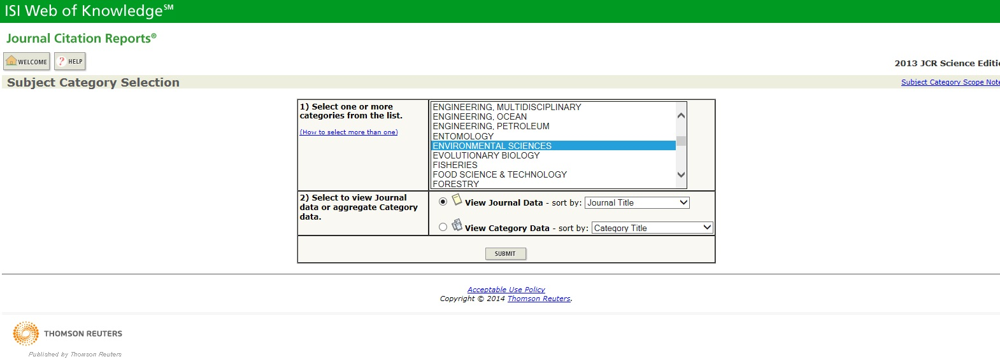 ISI Web of Knowledge℠
Journal Citation Reports®
WELCOME
? HELP
2013 JCR Science Editi
Subject Category Selection
Subject Category Scope Note
1) Select one or more
categories from the list.
(How to select more than one)
ENGINEERING, MULTIDISCIPLINARY
ENGINEERING, OCEAN
ENGINEERING, PETROLEUM
ENTOMOLOGY
ENVIRONMENTAL SCIENCES
EVOLUTIONARY BIOLOGY
FISHERIES
FOOD SCIENCE & TECHNOLOGY
FORESTRY
2) Select to view Journal
data or aggregate Category
data.
View Journal Data - sort by: Journal Title
View Category Data - sort by: Category Title
SUBMIT
Acceptable Use Policy
Copyright © 2014 Thomson Reuters.
THOMSON REUTERS
Published by Thomson Reuters